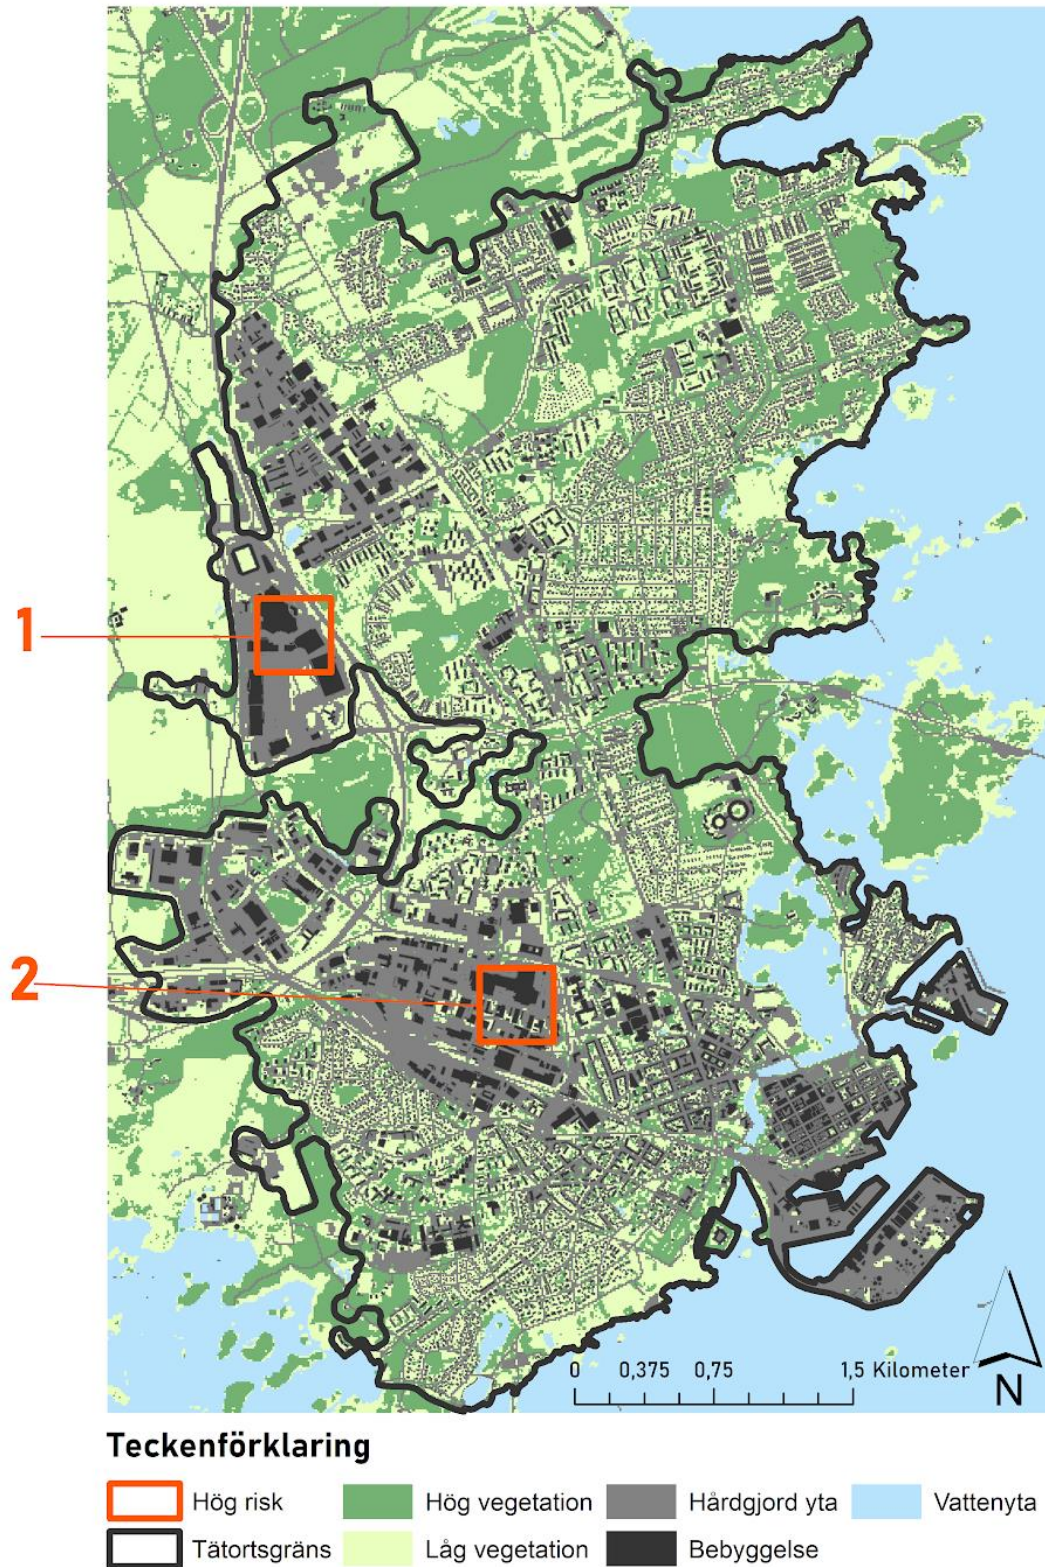 1
2
0 0,375 0,75 1,5 Kilometer
N
Teckenförklaring
Hög risk Hög vegetation Hårdgjord yta Vattenyta
Tätortsgräns Låg vegetation Bebyggelse